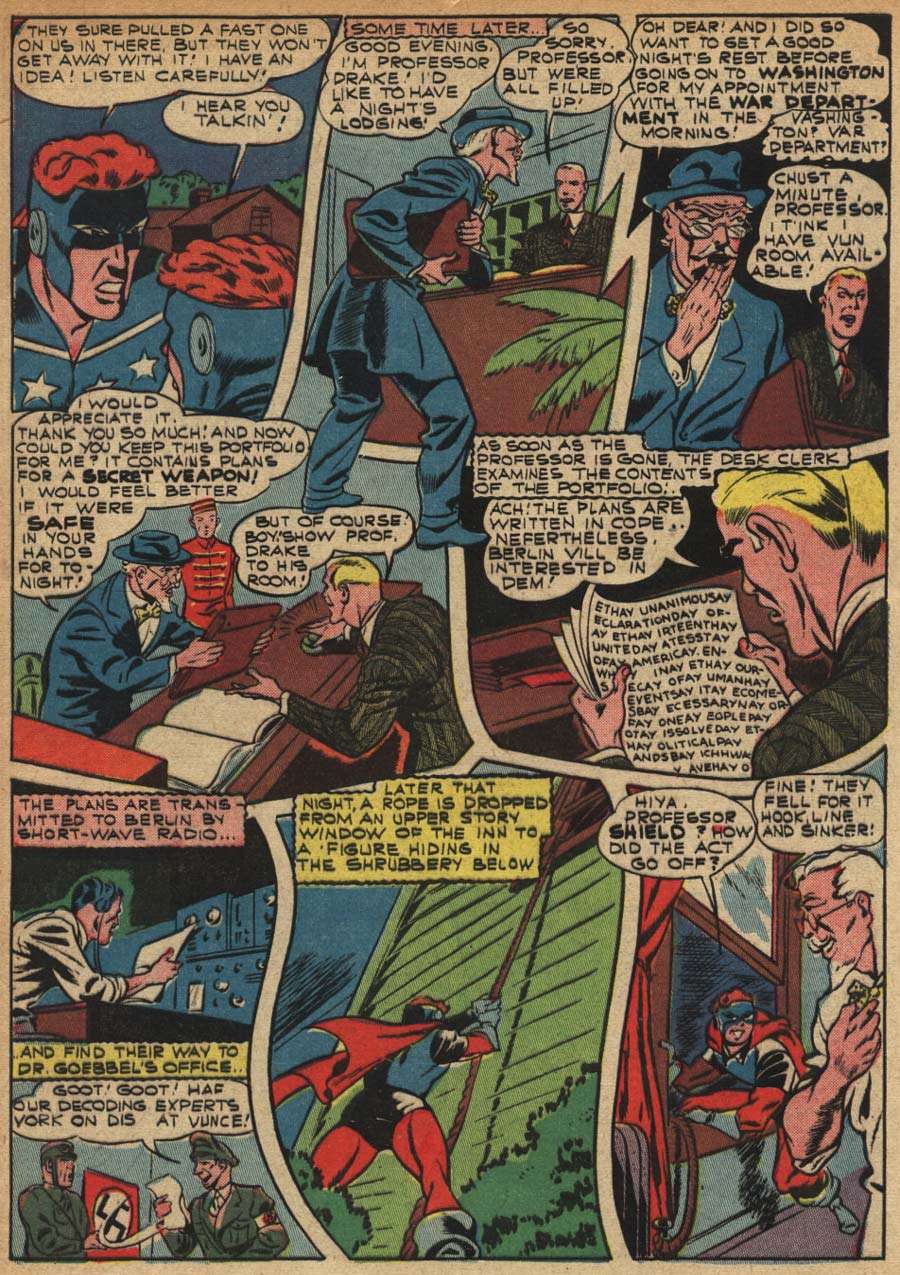 THEY SURE PULLED A FAST ONE
ON US IN THERE, BUT THEY WON'T
GET AWAY WITH IT! I HAVE AN
IDEA! LISTEN CAREFULLY!
I HEAR YOU
TALKIN'!
SOME TIME LATER...
GOOD EVENING,
I'M PROFESSOR
DRAKE! I'D
LIKE TO HAVE
A NIGHT'S
LODGING!
SO
SORRY,
PROFESSOR,
BUT WERE
ALL FILLED
UP!
OH DEAR! AND I DID SO
WANT TO GET A GOOD
NIGHT'S REST BEFORE
GOING ON TO WASHINGTON
FOR MY APPOINTMENT
WITH THE WAR DEPART-
MENT IN THE
MORNING!
VASHING-
TON? VAR
DEPARTMENT?
CHUST A
MINUTE,
PROFESSOR.
I T'INK I
HAVE VUN
ROOM AVAIL-
ABLE!
I WOULD
APPRECIATE IT.
THANK YOU SO MUCH! AND NOW
COULD YOU KEEP THIS PORTFOLIO
FOR ME? IT CONTAINS PLANS
FOR A SECRET WEAPON!
I WOULD FEEL BETTER
IF IT WERE
SAFE
IN YOUR
HANDS
FOR TO-
NIGHT!
BUT OF COURSE!
BOY! SHOW PROF.
DRAKE
TO HIS
ROOM!
AS SOON AS THE
PROFESSOR IS GONE, THE DESK CLERK
EXAMINES THE CONTENTS
OF THE PORTFOLIO!..
ACH! THE PLANS ARE
WRITTEN IN CODE..
NEFERTHELESS,
BERLIN VILL BE
INTERESTED IN
DEM!
ETHAY UNANIMOUSAY
ECLARATIONDAY OF-
AY ETHAY IRTEENTHAY
UNITEDAY ATESSTAY
OFAY AMERICAY. EN-
WH INAY ETHAY OUR-
ECAY OFAY UMANHAY
EVENTSAY ITAY ECOME-
SBAY ECESSARYNAY OR-
FAY ONEAY EOPLEPAY
OTAY ISSOLVEDAY ET-
HAY OLITICALPAY
ANDSBAY ICHHWA
AVEHAY O
THE PLANS ARE TRANS
MITTED TO BERLIN BY
SHORT-WAVE RADIO...
..AND FIND THEIR WAY TO
DR. GOEBBEL'S OFFICE..
GOOT! GOOT! HAF
OUR DECODING EXPERTS
VORK ON DIS AT VUNCE!
LATER THAT
NIGHT, A ROPE IS DROPPED
FROM AN UPPER STORY
WINDOW OF THE INN TO
A FIGURE HIDING IN
THE SHRUBBERY BELOW
HIYA,
PROFESSOR
SHIELD? HOW
DID THE ACT
GO OFF?
FINE! THEY
FELL FOR IT
HOOK, LINE
AND SINKER!